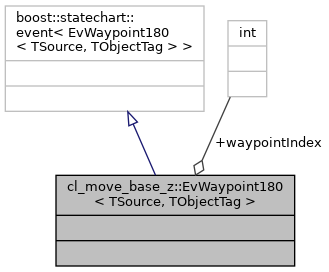 boost::statechart::
event< EvWaypoint180
< TSource, TObjectTag > >
int
+waypointIndex
cl_move_base_z::EvWaypoint180
< TSource, TObjectTag >